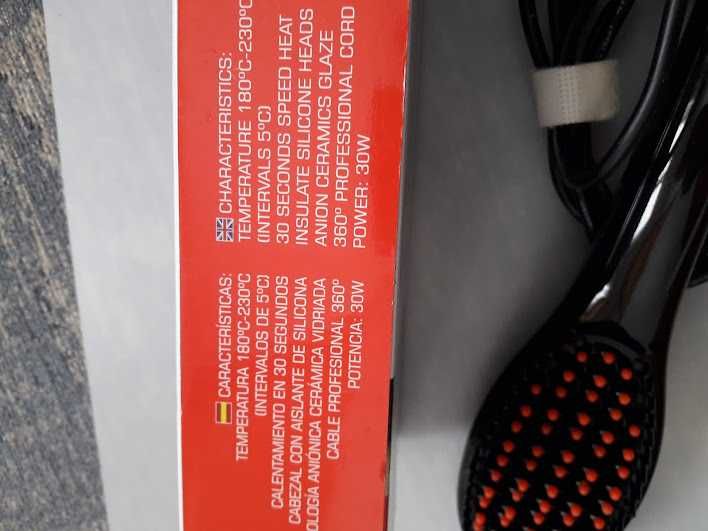 CARACTERÍSTICAS:
TEMPERATURA 180ºC-230ºC
(INTERVALOS DE 5ºC)
CALENTAMIENTO EN 30 SEGUNDOS
CABEZAL CON AISLANTE DE SILICONA
ANIÓNICA CERÁMICA VIDRIADA
CABLE PROFESIONAL 360º
POTENCIA: 30W
CHARACTERISTICS:
TEMPERATURE 180ºC-230ºC
(INTERVALS 5ºC)
30 SECONDS SPEED HEAT
INSULATE SILICONE HEADS
ANION CERAMICS GLAZE
360º PROFESSIONAL CORD
POWER: 30W